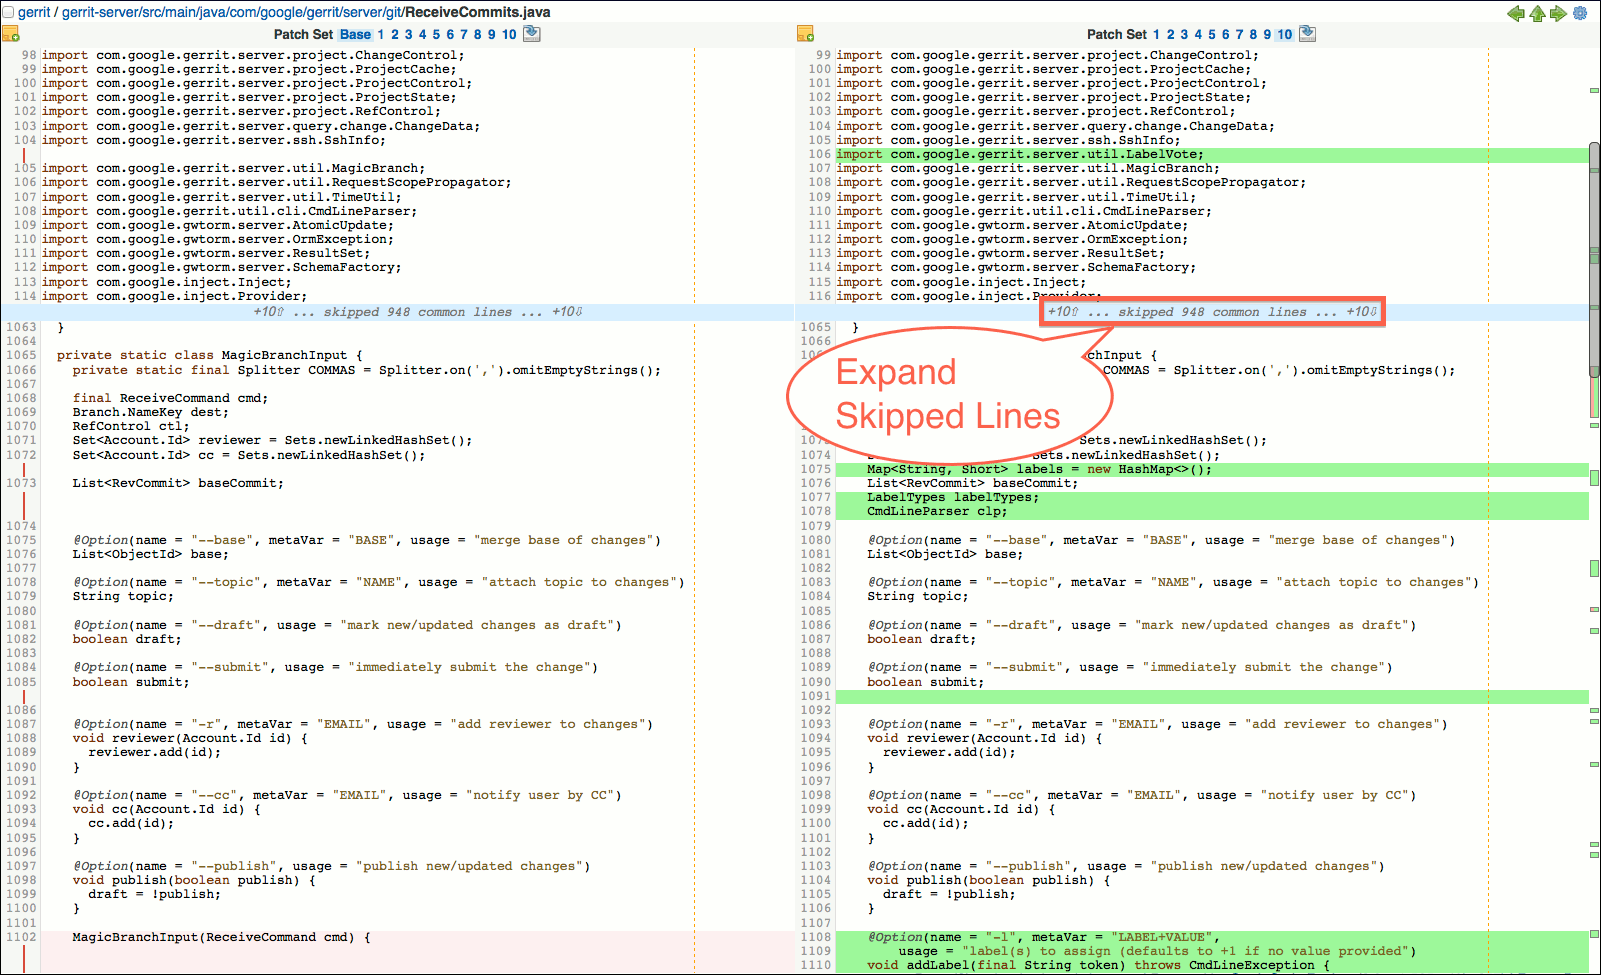 gerrit / gerrit-server/src/main/java/com/google/gerrit/server/git/ReceiveCommits.java
Patch Set Base 1 2 3 4 5 6 7 8 9 10
98 import com.google.gerrit.server.project.ChangeControl;
99 import com.google.gerrit.server.project.ProjectCache;
100 import com.google.gerrit.server.project.ProjectControl;
101 import com.google.gerrit.server.project.ProjectState;
102 import com.google.gerrit.server.project.RefControl;
103 import com.google.gerrit.server.query.change.ChangeData;
104 import com.google.gerrit.server.ssh.SshInfo;
105 import com.google.gerrit.server.util.MagicBranch;
106 import com.google.gerrit.server.util.RequestScopePropagator;
107 import com.google.gerrit.server.util.TimeUtil;
108 import com.google.gerrit.util.cli.CmdLineParser;
109 import com.google.gwtorm.server.AtomicUpdate;
110 import com.google.gwtorm.server.OrmException;
111 import com.google.gwtorm.server.ResultSet;
112 import com.google.gwtorm.server.SchemaFactory;
113 import com.google.inject.Inject;
114 import com.google.inject.Provider;
+10⇧ ... skipped 948 common lines ... +10⇩
1063 }
1064
1065 private static class MagicBranchInput {
1066 private static final Splitter COMMAS = Splitter.on(',').omitEmptyStrings();
1067
1068 final ReceiveCommand cmd;
1069 Branch.NameKey dest;
1070 RefControl ctl;
1071 Set<Account.Id> reviewer = Sets.newLinkedHashSet();
1072 Set<Account.Id> cc = Sets.newLinkedHashSet();
1073 List<RevCommit> baseCommit;
1074
1075 @Option(name = "--base", metaVar = "BASE", usage = "merge base of changes")
1076 List<ObjectId> base;
1077
1078 @Option(name = "--topic", metaVar = "NAME", usage = "attach topic to changes")
1079 String topic;
1080
1081 @Option(name = "--draft", usage = "mark new/updated changes as draft")
1082 boolean draft;
1083
1084 @Option(name = "--submit", usage = "immediately submit the change")
1085 boolean submit;
1086
1087 @Option(name = "-r", metaVar = "EMAIL", usage = "add reviewer to changes")
1088 void reviewer(Account.Id id) {
1089 reviewer.add(id);
1090 }
1091
1092 @Option(name = "--cc", metaVar = "EMAIL", usage = "notify user by CC")
1093 void cc(Account.Id id) {
1094 cc.add(id);
1095 }
1096
1097 @Option(name = "--publish", usage = "publish new/updated changes")
1098 void publish(boolean publish) {
1099 draft = !publish;
1100 }
1101
1102 MagicBranchInput(ReceiveCommand cmd) {
Patch Set 1 2 3 4 5 6 7 8 9 10
99 import com.google.gerrit.server.project.ChangeControl;
100 import com.google.gerrit.server.project.ProjectCache;
101 import com.google.gerrit.server.project.ProjectControl;
102 import com.google.gerrit.server.project.ProjectState;
103 import com.google.gerrit.server.project.RefControl;
104 import com.google.gerrit.server.query.change.ChangeData;
105 import com.google.gerrit.server.ssh.SshInfo;
106 import com.google.gerrit.server.util.LabelVote;
107 import com.google.gerrit.server.util.MagicBranch;
108 import com.google.gerrit.server.util.RequestScopePropagator;
109 import com.google.gerrit.server.util.TimeUtil;
110 import com.google.gerrit.util.cli.CmdLineParser;
111 import com.google.gwtorm.server.AtomicUpdate;
112 import com.google.gwtorm.server.OrmException;
113 import com.google.gwtorm.server.ResultSet;
114 import com.google.gwtorm.server.SchemaFactory;
115 import com.google.inject.Inject;
116 import com.google.inject.Provider;
+10⇧ ... skipped 948 common lines ... +10⇩
1065 }
1066
chInput {
COMMAS = Splitter.on(',').omitEmptyStrings();
Expand
Skipped Lines
Sets.newLinkedHashSet();
1074 Sets.newLinkedHashSet();
1075 Map<String, Short> labels = new HashMap<>();
1076 List<RevCommit> baseCommit;
1077 LabelTypes labelTypes;
1078 CmdLineParser clp;
1079
1080 @Option(name = "--base", metaVar = "BASE", usage = "merge base of changes")
1081 List<ObjectId> base;
1082
1083 @Option(name = "--topic", metaVar = "NAME", usage = "attach topic to changes")
1084 String topic;
1085
1086 @Option(name = "--draft", usage = "mark new/updated changes as draft")
1087 boolean draft;
1088
1089 @Option(name = "--submit", usage = "immediately submit the change")
1090 boolean submit;
1091
1092
1093 @Option(name = "-r", metaVar = "EMAIL", usage = "add reviewer to changes")
1094 void reviewer(Account.Id id) {
1095 reviewer.add(id);
1096 }
1097
1098 @Option(name = "--cc", metaVar = "EMAIL", usage = "notify user by CC")
1099 void cc(Account.Id id) {
1100 cc.add(id);
1101 }
1102
1103 @Option(name = "--publish", usage = "publish new/updated changes")
1104 void publish(boolean publish) {
1105 draft = !publish;
1106 }
1107
1108 @Option(name = "-l", metaVar = "LABEL+VALUE",
1109 usage = "label(s) to assign (defaults to +1 if no value provided")
1110 void addLabel(final String token) throws CmdLineException {